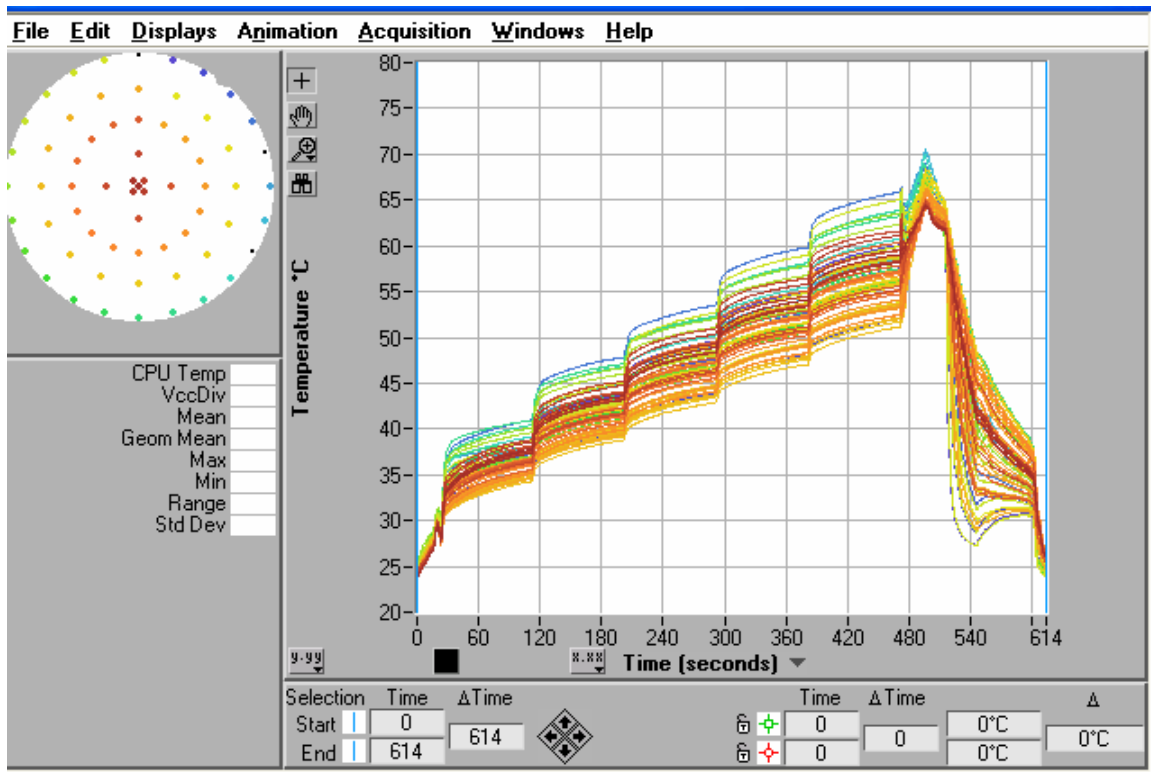 File Edit Displays Animation Acquisition Windows Help
80
75
70
65
60
55
50
45
40
35
30
25
20
Temperature °C
0 60 120 180 240 300 360 420 480 540 614
Time (seconds)
9.99
X.XX
CPU Temp
VccDiv
Mean
Geom Mean
Max
Min
Range
Std Dev
Selection Time ΔTime
Start 0
614
End 614
Time ΔTime Δ
0 0°C
0 0°C
0 0°C